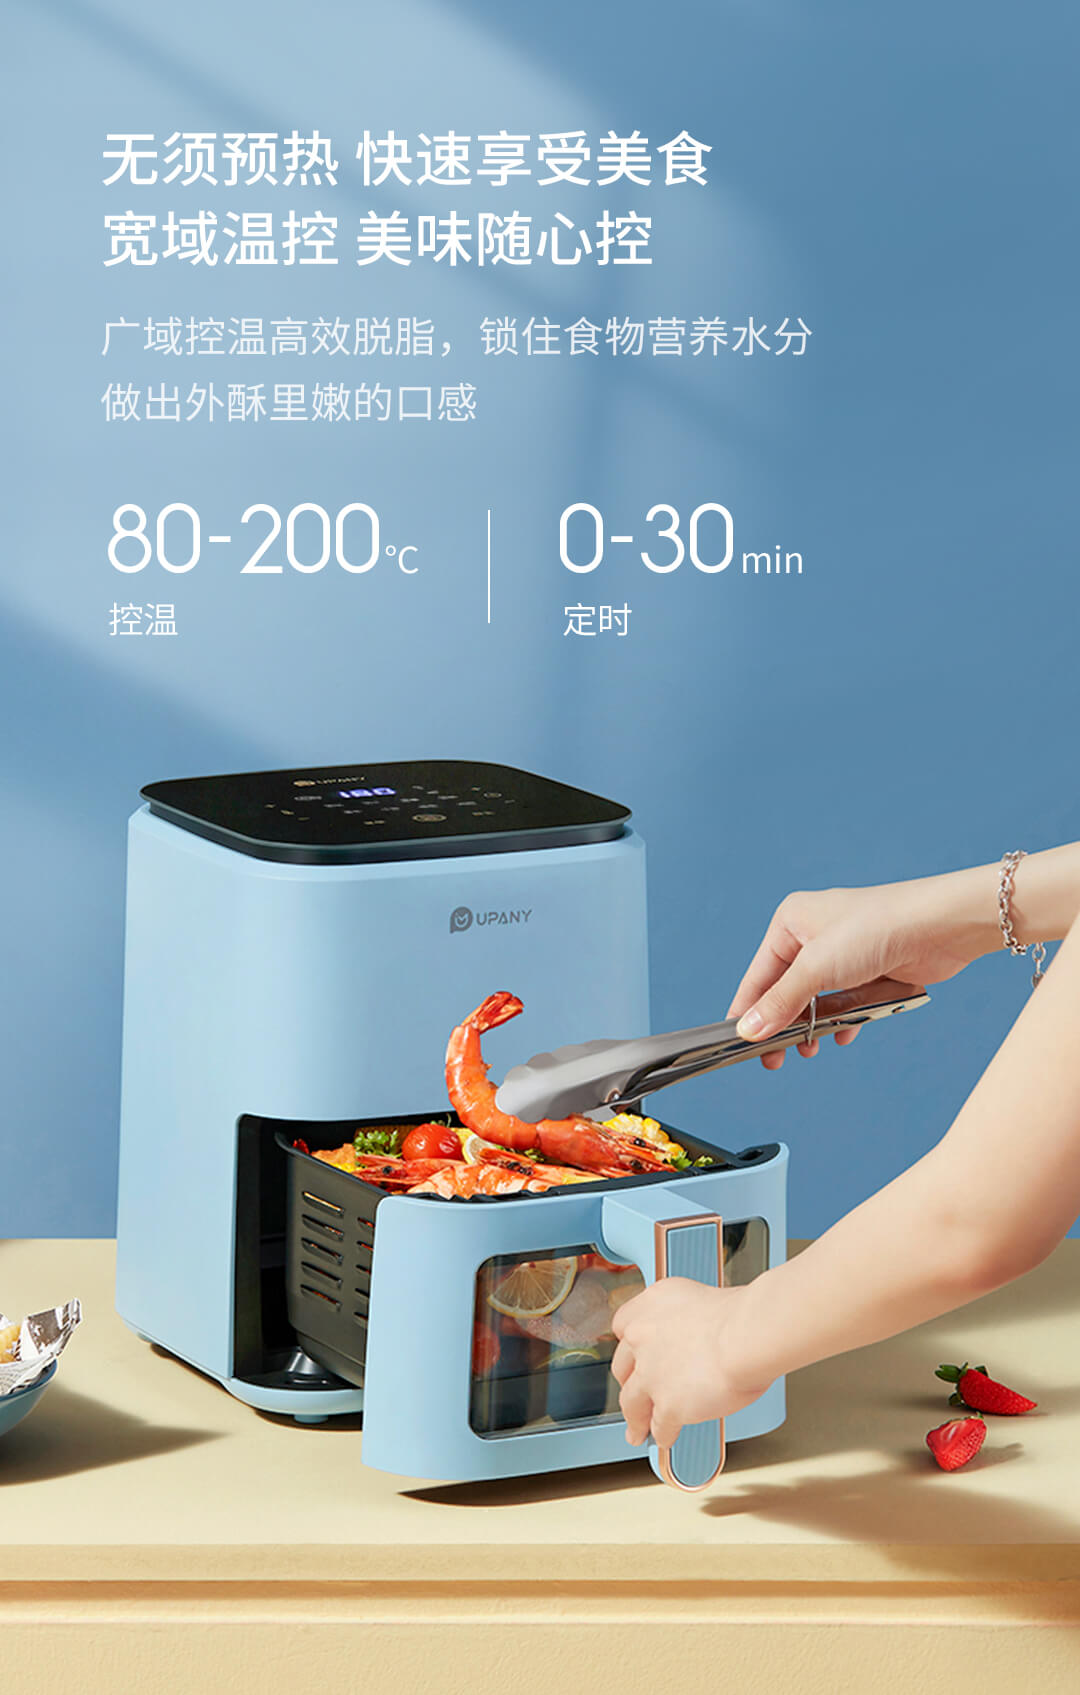 无须预热 快速享受美食
宽域温控 美味随心控
广域控温高效脱脂，锁住食物营养水分
做出外酥里嫩的口感
80-200℃
控温
0-30min
定时
UPANY
180
UPANY